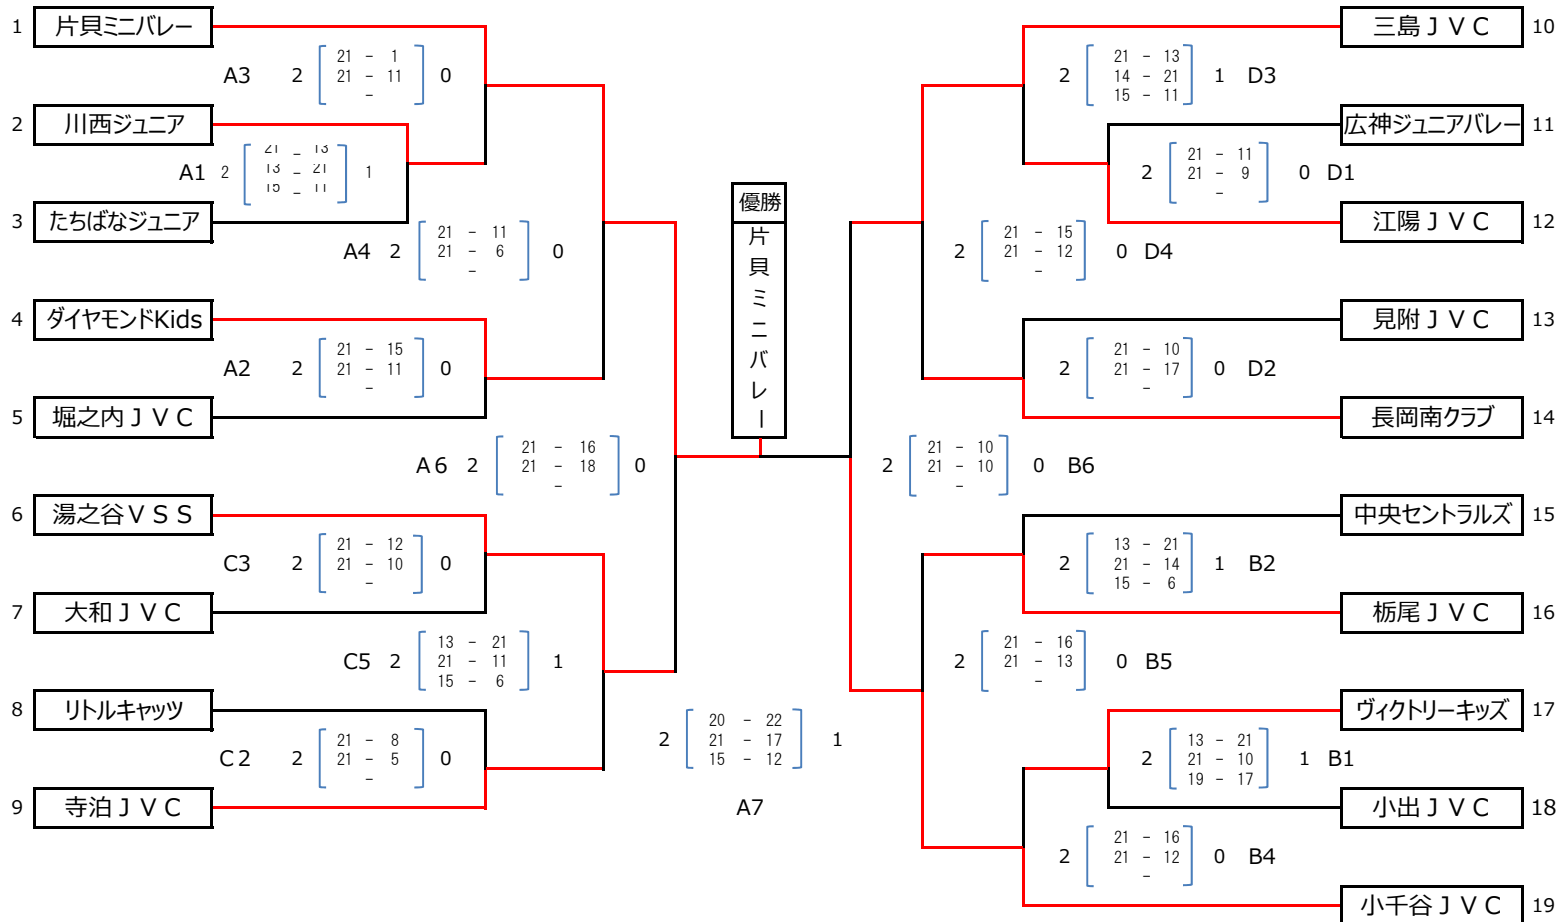 1 片貝ミニバレー
A3 2 21 - 1 0
21 - 11
-
2 川西ジュニア
A1 2 21 - 13 1
13 - 21
15 - 11
3 たちばなジュニア
A4 2 21 - 11 0
21 - 6
-
4 ダイヤモンドKids
A2 2 21 - 15 0
21 - 11
-
5 堀之内ＪＶＣ
A６ 2 21 - 16 0
21 - 18
-
6 湯之谷ＶＳＳ
C3 2 21 - 12 0
21 - 10
-
7 大和ＪＶＣ
C5 2 13 - 21 1
21 - 11
15 - 6
8 リトルキャッツ
C２ 2 21 - 8 0
21 - 5
-
9 寺泊ＪＶＣ
優勝
片貝ミニバレー
2 20 - 22 1
21 - 17
15 - 12
A7
三島ＪＶＣ 10
2 21 - 13 1 D3
14 - 21
15 - 11
広神ジュニアバレー 11
2 21 - 11 0 D1
21 - 9
-
江陽ＪＶＣ 12
2 21 - 15 0 D4
21 - 12
-
見附ＪＶＣ 13
2 21 - 10 0 D2
21 - 17
-
長岡南クラブ 14
2 21 - 10 0 B6
21 - 10
-
中央セントラルズ 15
2 13 - 21 1 B2
21 - 14
15 - 6
栃尾ＪＶＣ 16
2 21 - 16 0 B5
21 - 13
-
ヴィクトリーキッズ 17
2 13 - 21 1 B1
21 - 10
19 - 17
小出ＪＶＣ 18
2 21 - 16 0 B4
21 - 12
-
小千谷ＪＶＣ 19